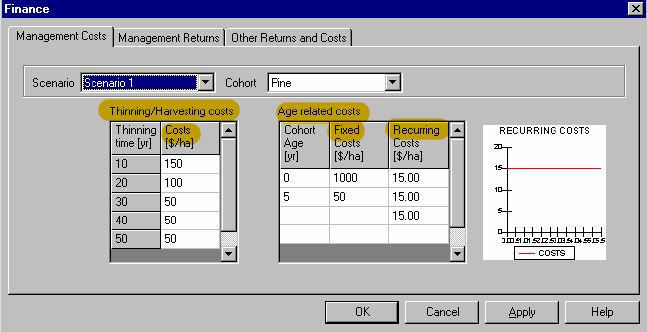 Finance
Management Costs Management Returns Other Returns and Costs
Scenario Scenario 1 Cohort Fine
Thinning/Harvesting costs
Thinning time [yr] Costs [$/ha]
10 150
20 100
30 50
40 50
50 50
Age related costs
Cohort Age [yr] Fixed Costs [$/ha] Recurring Costs [$/ha]
0 1000 15.00
5 50 15.00
15.00
RECURRING COSTS
20
15
10
5
0
COSTS
OK Cancel Apply Help